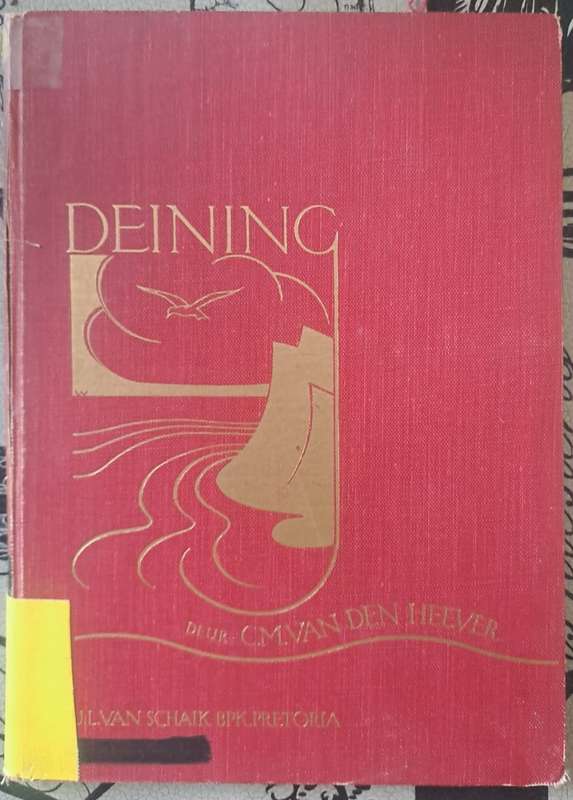 DEINING
W
DEUR · C.M. VAN DEN HEEVER.
J.L. VAN SCHAIK BPK. PRETORIA